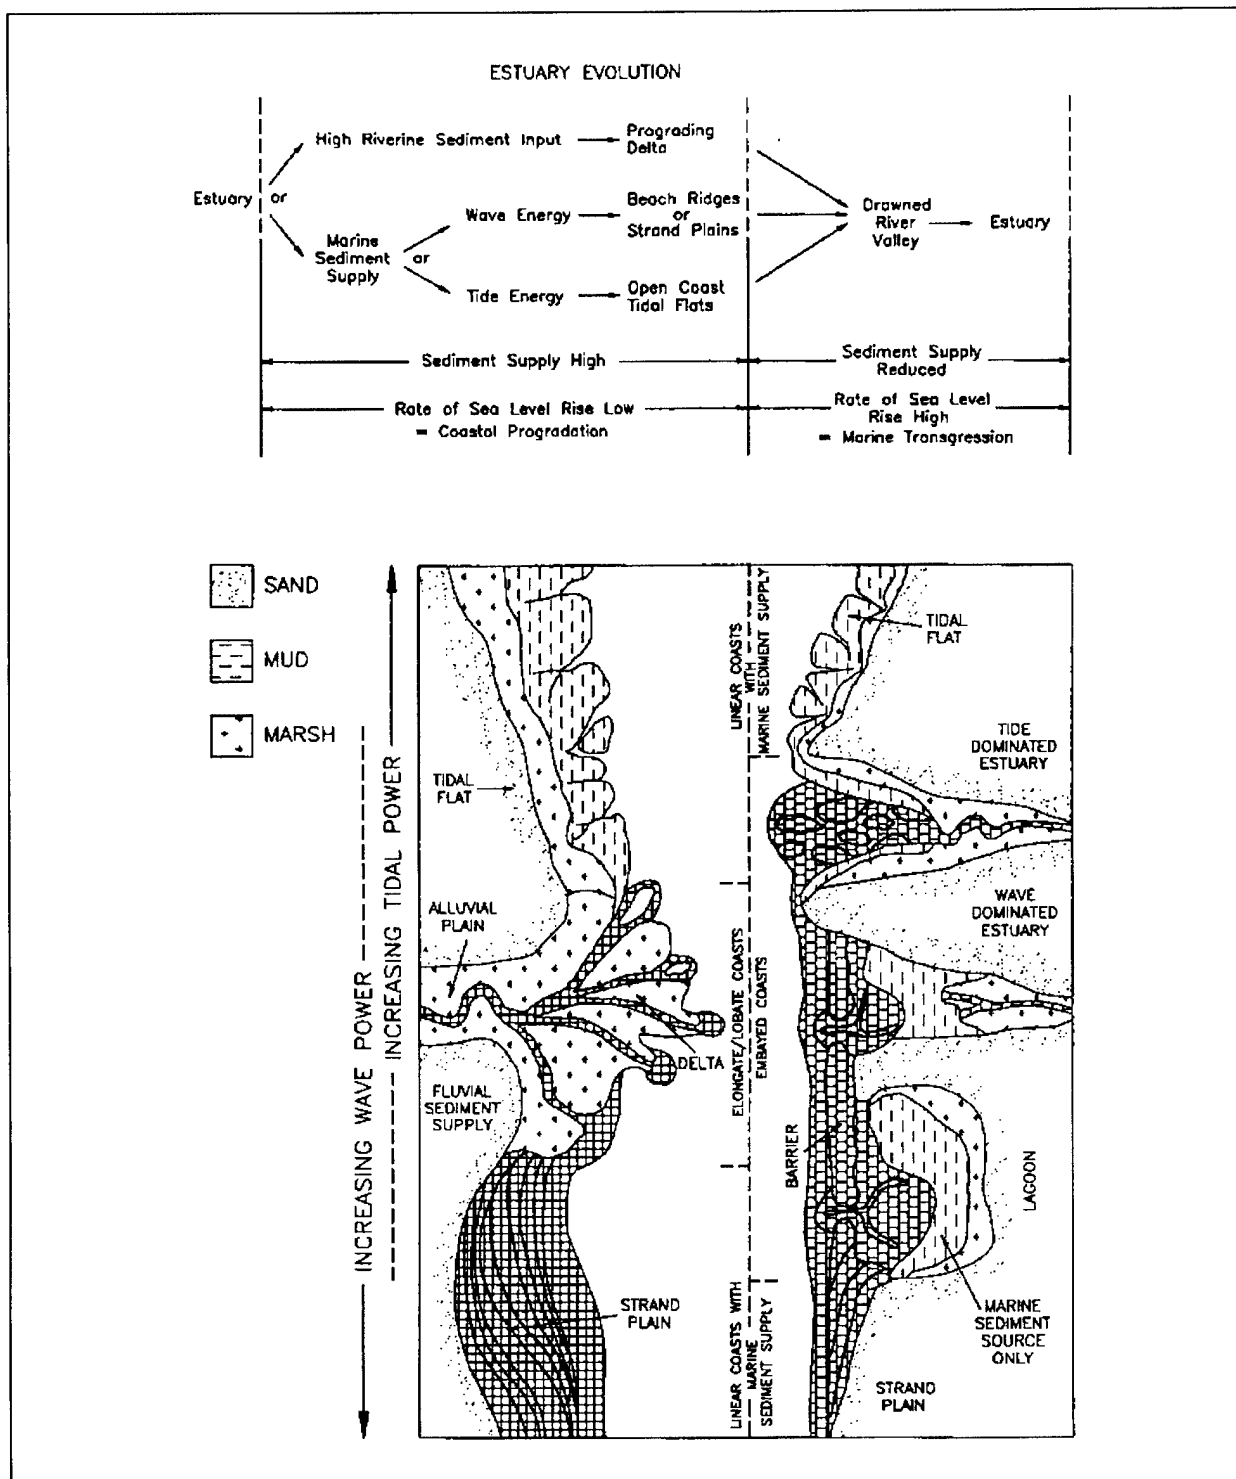 ESTUARY EVOLUTION
High Riverine Sediment Input
Prograding
Delta
Estuary or
Wave Energy
Beach Ridges
or
Strand Plains
Marine
Sediment
Supply
or
Tide Energy
Open Coast
Tidal Flats
Drowned
River
Valley
Estuary
Sediment Supply High
Sediment Supply
Reduced
Rate of Sea Level Rise Low
= Coastal Progradation
Rate of Sea Level
Rise High
= Marine Transgression
SAND
MUD
MARSH
INCREASING WAVE POWER
INCREASING TIDAL POWER
TIDAL
FLAT
ALLUVIAL
PLAIN
DELTA
FLUVIAL
SEDIMENT
SUPPLY
STRAND
PLAIN
LINEAR COASTS
WITH
MARINE SEDIMENT SUPPLY
ELONGATE/LOBATE COASTS
EMBAYED COASTS
LINEAR COASTS WITH
MARINE
SEDIMENT SUPPLY
TIDAL
FLAT
TIDE
DOMINATED
ESTUARY
WAVE
DOMINATED
ESTUARY
BARRIER
LAGOON
MARINE
SEDIMENT
SOURCE
ONLY
STRAND
PLAIN